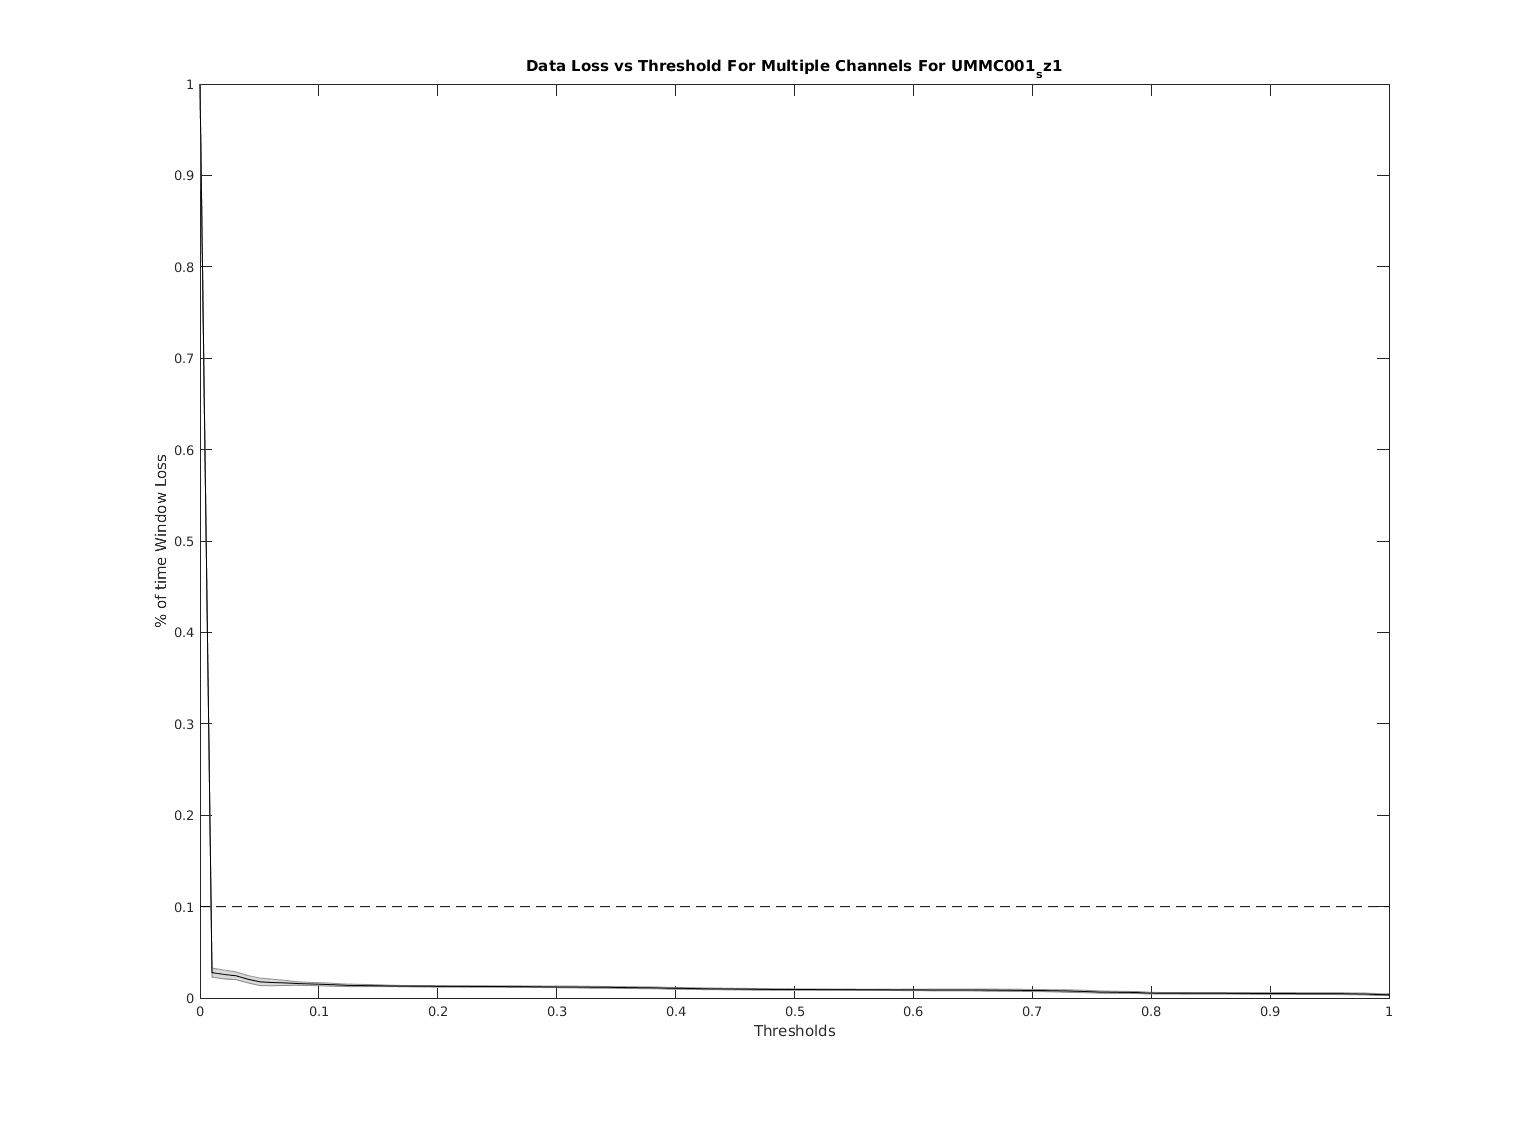 Data Loss vs Threshold For Multiple Channels For UMMC001sz1
1
0.9
0.8
0.7
0.6
0.5
0.4
0.3
0.2
0.1
0
% of time Window Loss
0 0.1 0.2 0.3 0.4 0.5 0.6 0.7 0.8 0.9 1
Thresholds